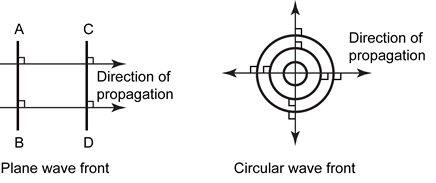 A
C
Direction of
propagation
B
D
Plane wave front
Direction of
propagation
Circular wave front